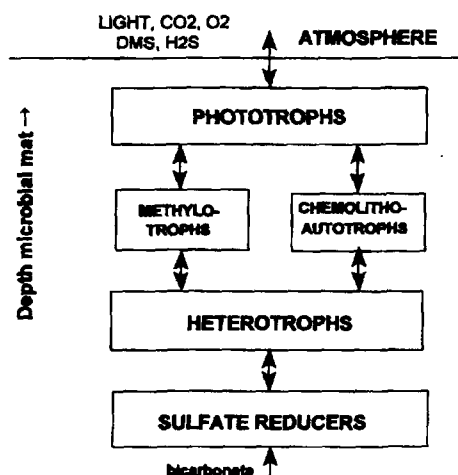 LIGHT, CO2, O2
DMS, H2S
ATMOSPHERE
Depth microbial mat →
PHOTOTROPHS
METHYLO-
TROPHS
CHEMOLITHO-
AUTOTROPHS
HETEROTROPHS
SULFATE REDUCERS
bicarbonate